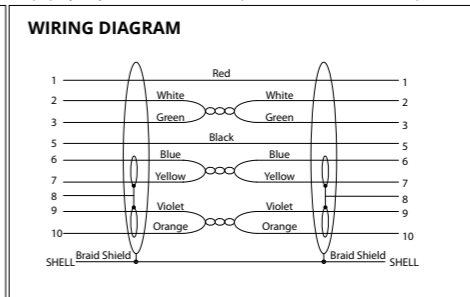 WIRING DIAGRAM
1 Red 1
2 White White 2
3 Green Green 3
5 Black 5
6 Blue Blue 6
7 Yellow Yellow 7
8 8
9 Violet Violet 9
10 Orange Orange 10
SHELL Braid Shield Braid Shield SHELL